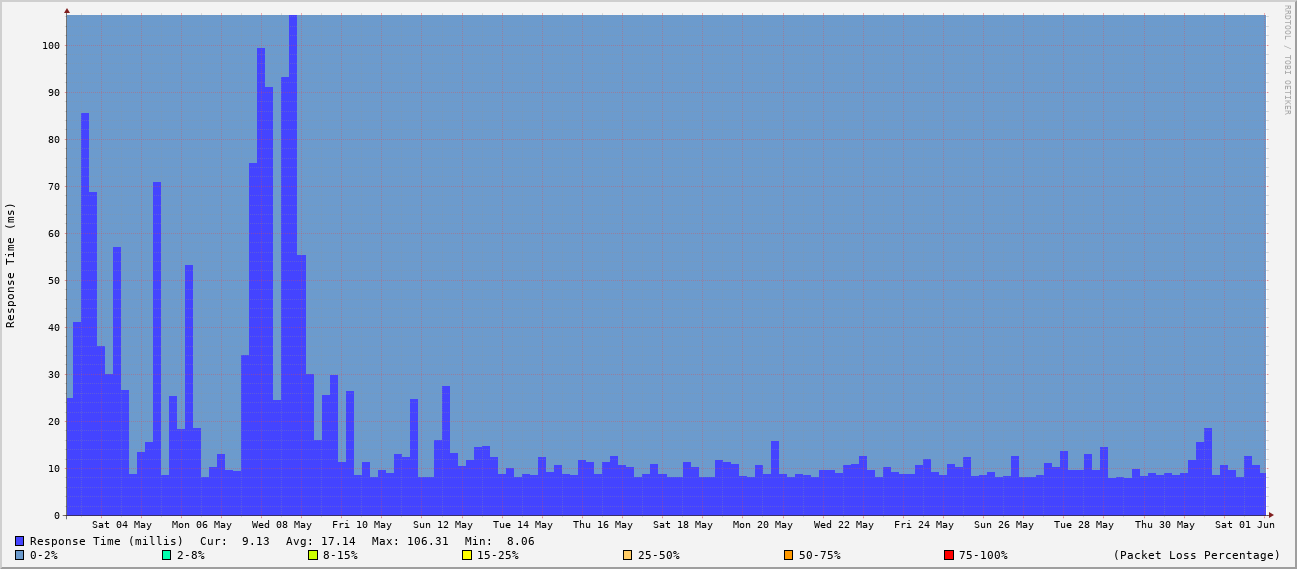 RRDTOOL / TOBI OETIKER
Response Time (ms)
100
90
80
70
60
50
40
30
20
10
0
Sat 04 May Mon 06 May Wed 08 May Fri 10 May Sun 12 May Tue 14 May Thu 16 May Sat 18 May Mon 20 May Wed 22 May Fri 24 May Sun 26 May Tue 28 May Thu 30 May Sat 01 Jun
Response Time (millis) Cur: 9.13 Avg: 17.14 Max: 106.31 Min: 8.06
0-2% 2-8% 8-15% 15-25% 25-50% 50-75% 75-100% (Packet Loss Percentage)